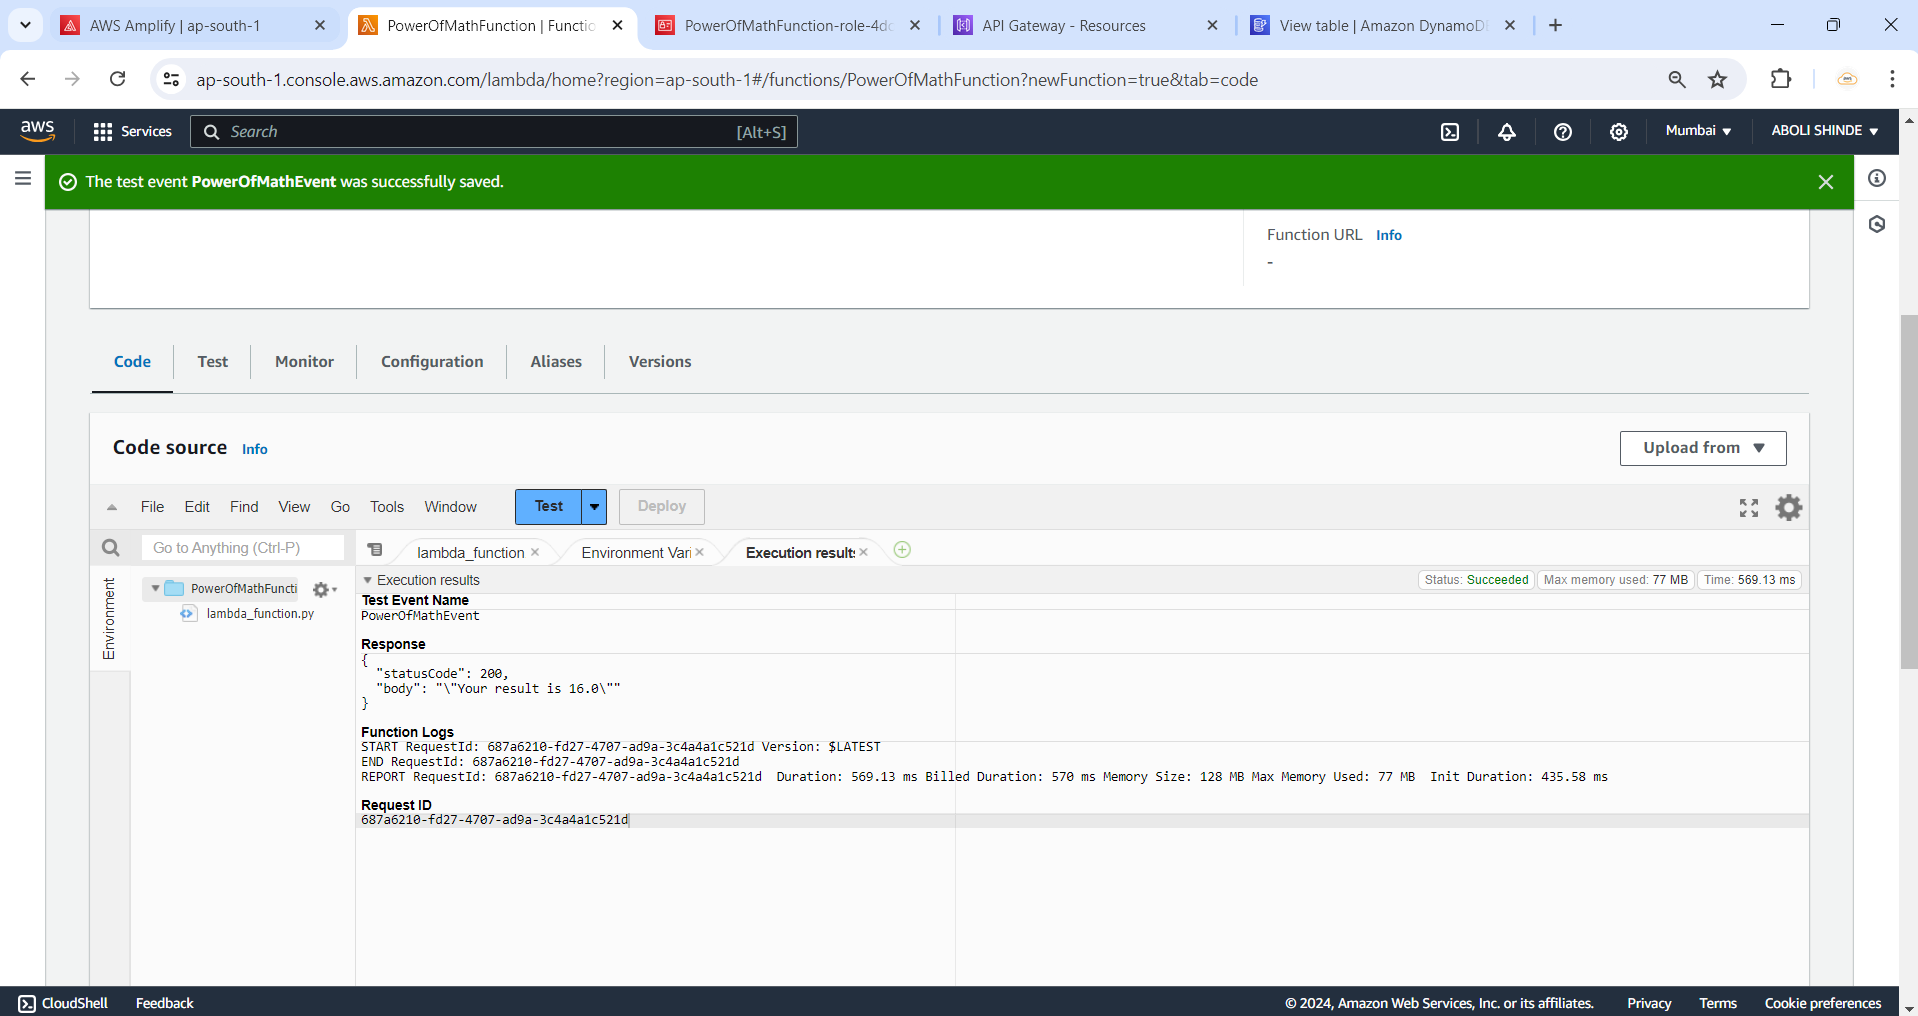 AWS Amplify | ap-south-1
PowerOfMathFunction | Functio
PowerOfMathFunction-role-4dc
API Gateway - Resources
View table | Amazon DynamoD
ap-south-1.console.aws.amazon.com/lambda/home?region=ap-south-1#/functions/PowerOfMathFunction?newFunction=true&tab=code
aws
Services
Search
[Alt+S]
Mumbai
ABOLI SHINDE
The test event PowerOfMathEvent was successfully saved.
Function URL Info
-
Code
Test
Monitor
Configuration
Aliases
Versions
Code source Info
Upload from
File Edit Find View Go Tools Window
Test
Deploy
Go to Anything (Ctrl-P)
lambda_function
Environment Vari
Execution results
Environment
PowerOfMathFuncti
lambda_function.py
Execution results
Status: Succeeded
Max memory used: 77 MB
Time: 569.13 ms
Test Event Name
PowerOfMathEvent
Response
{
"statusCode": 200,
"body": "\"Your result is 16.0\""
}
Function Logs
START RequestId: 687a6210-fd27-4707-ad9a-3c4a4a1c521d Version: $LATEST
END RequestId: 687a6210-fd27-4707-ad9a-3c4a4a1c521d
REPORT RequestId: 687a6210-fd27-4707-ad9a-3c4a4a1c521d Duration: 569.13 ms Billed Duration: 570 ms Memory Size: 128 MB Max Memory Used: 77 MB Init Duration: 435.58 ms
Request ID
687a6210-fd27-4707-ad9a-3c4a4a1c521d
CloudShell
Feedback
© 2024, Amazon Web Services, Inc. or its affiliates.
Privacy
Terms
Cookie preferences